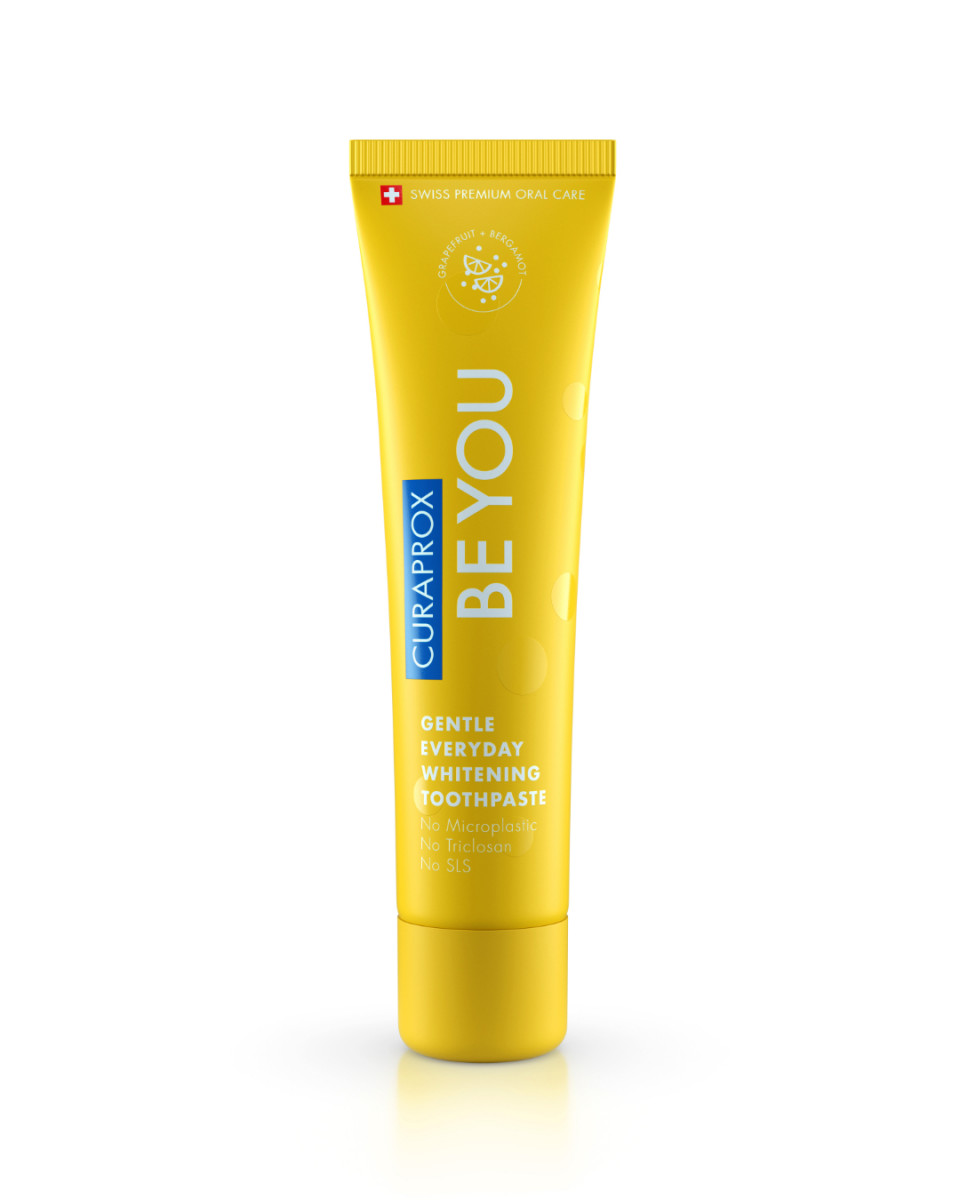 SWISS PREMIUM ORAL CARE
GRAPEFRUIT + BERGAMOT
BE YOU
CURAPROX
GENTLE
EVERYDAY
WHITENING
TOOTHPASTE
No Microplastic
No Triclosan
No SLS